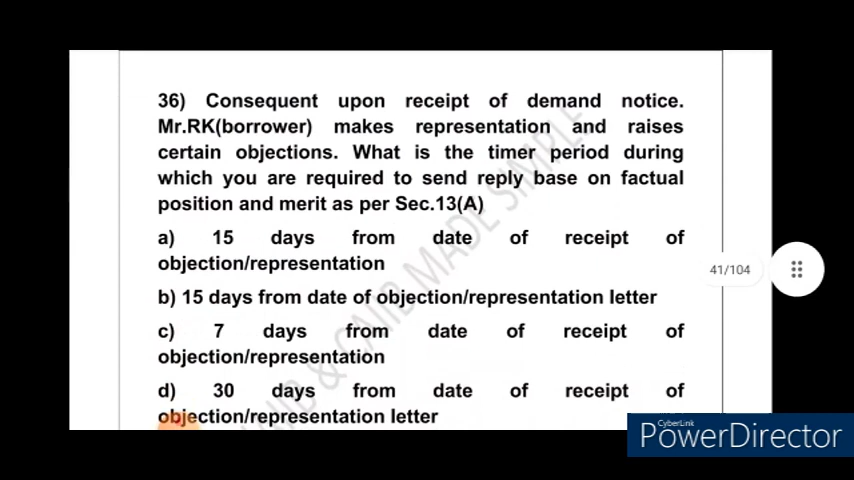 36) Consequent upon receipt of demand notice.
Mr.RK(borrower) makes representation and raises
certain objections. What is the timer period during
which you are required to send reply base on factual
position and merit as per Sec.13(A)
a) 15 days from date of receipt of
objection/representation
b) 15 days from date of objection/representation letter
c) 7 days from date of receipt of
objection/representation
d) 30 days from date of receipt of
objection/representation letter
41/104
CAIIB MADE SIMPLE
CyberLink
PowerDirector